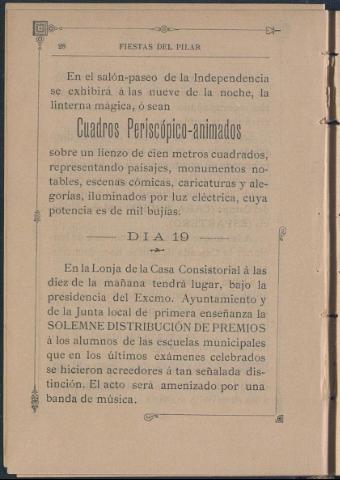 28 FIESTAS DEL PILAR
En el salón-paseo de la Independencia
se exhibirá á las nueve de la noche, la
linterna mágica, ó sean
Cuadros Periscópico-animados
sobre un lienzo de cien metros cuadrados,
representando paisajes, monumentos no-
tables, escenas cómicas, caricaturas y ale-
gorías, iluminados por luz eléctrica, cuya
potencia es de mil bujías.
DIA 19
En la Lonja de la Casa Consistorial á las
diez de la mañana tendrá lugar, bajo la
presidencia del Excmo. Ayuntamiento y
de la Junta local de primera enseñanza la
SOLEMNE DISTRIBUCIÓN DE PREMIOS
á los alumnos de las escuelas municipales
que en los últimos exámenes celebrados
se hicieron acreedores á tan señalada dis-
tinción. El acto será amenizado por una
banda de música.